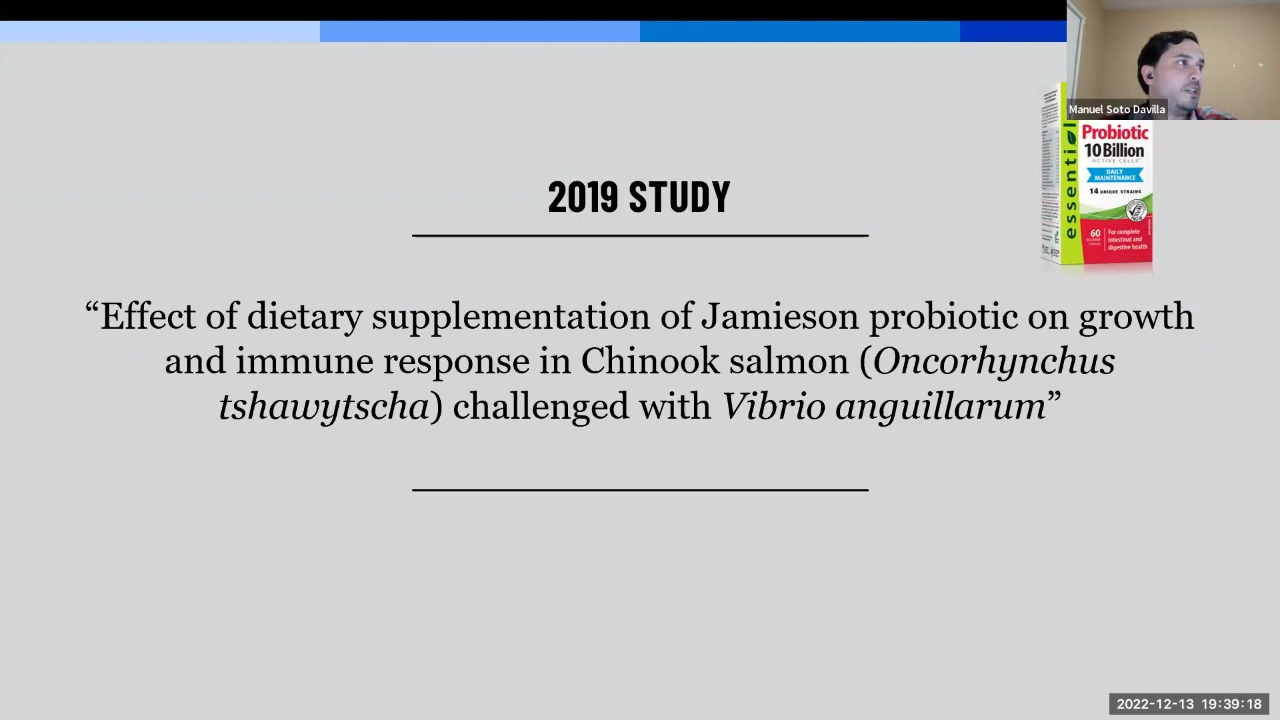 Manuel Soto Davilla
essenti
Probiotic
10 Billion
ACTIVE CELLS
DAILY
MAINTENANCE
14 UNIQUE STRAINS
60
For complete
intestinal and
digestive health
2019 STUDY
“Effect of dietary supplementation of Jamieson probiotic on growth
and immune response in Chinook salmon (Oncorhynchus
tshawytscha) challenged with Vibrio anguillarum”
2022-12-13 19:39:18